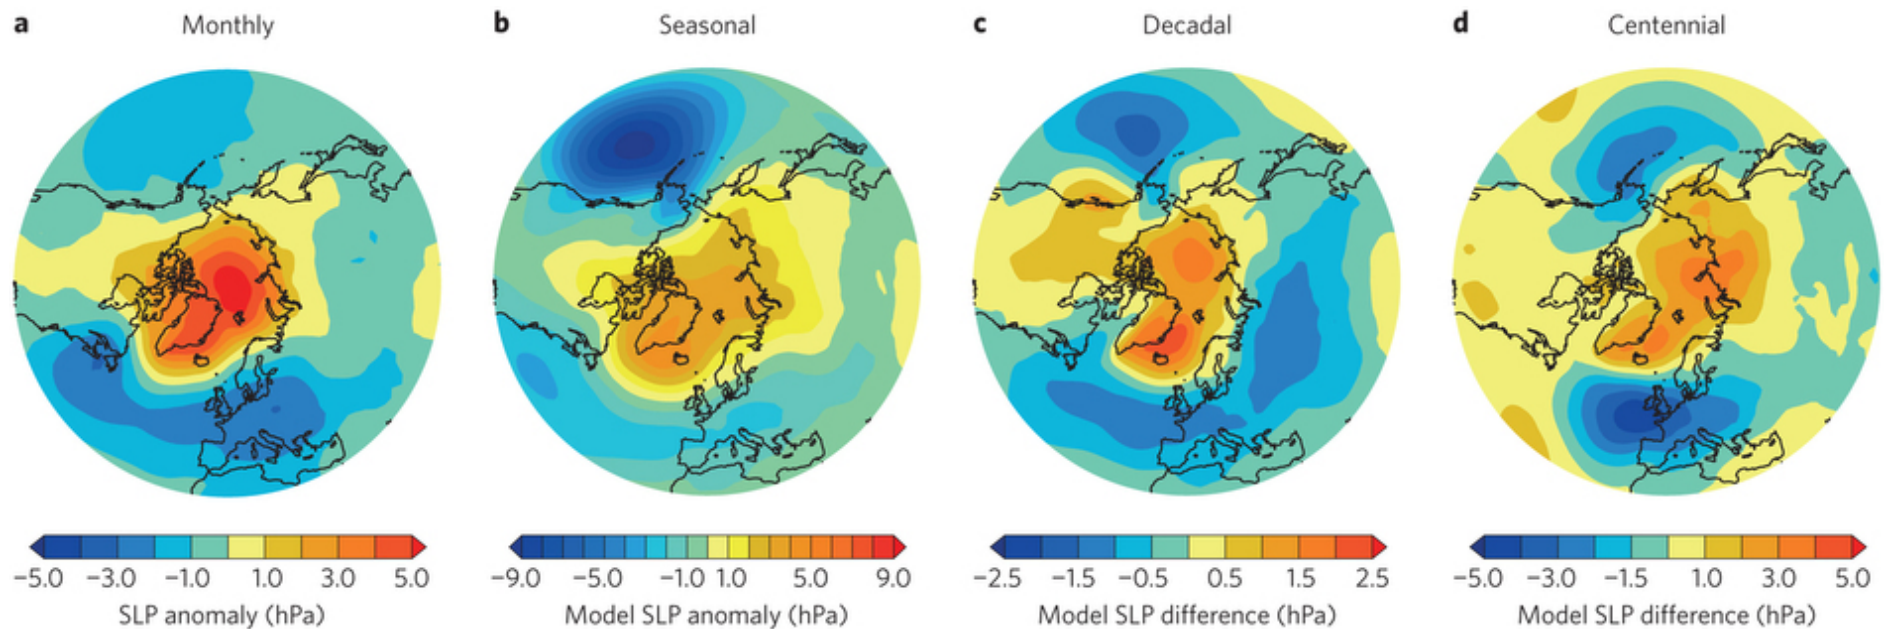 a Monthly
b Seasonal
c Decadal
d Centennial
−5.0 −3.0 −1.0 1.0 3.0 5.0
SLP anomaly (hPa)
−9.0 −5.0 −1.0 1.0 5.0 9.0
Model SLP anomaly (hPa)
−2.5 −1.5 −0.5 0.5 1.5 2.5
Model SLP difference (hPa)
−5.0 −3.0 −1.5 1.0 3.0 5.0
Model SLP difference (hPa)